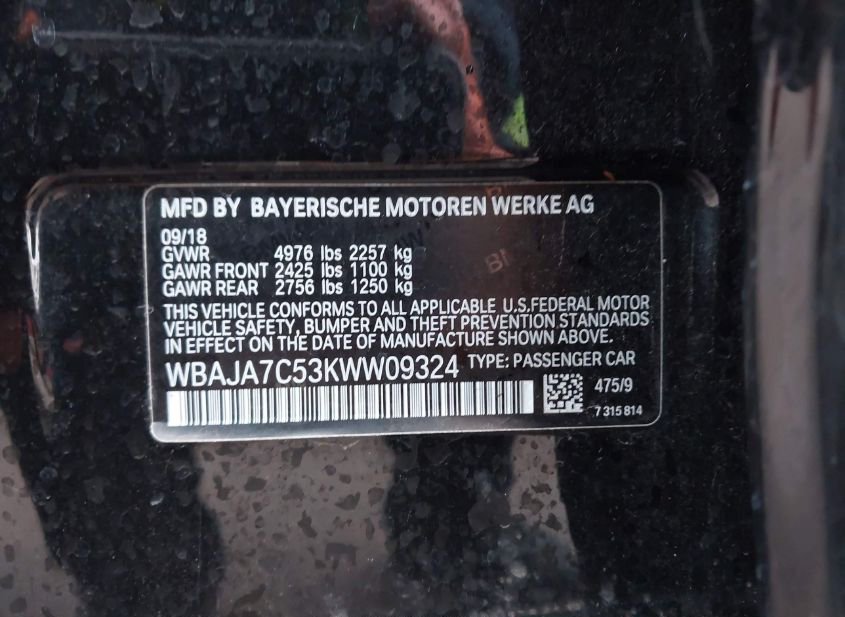 MFD BY BAYERISCHE MOTOREN WERKE AG
09/18
GVWR 4976 lbs 2257 kg
GAWR FRONT 2425 lbs 1100 kg
GAWR REAR 2756 lbs 1250 kg
THIS VEHICLE CONFORMS TO ALL APPLICABLE U.S.FEDERAL MOTOR
VEHICLE SAFETY, BUMPER AND THEFT PREVENTION STANDARDS
IN EFFECT ON THE DATE OF MANUFACTURE SHOWN ABOVE.
WBAJA7C53KWW09324 TYPE: PASSENGER CAR
475/9
7 315 814